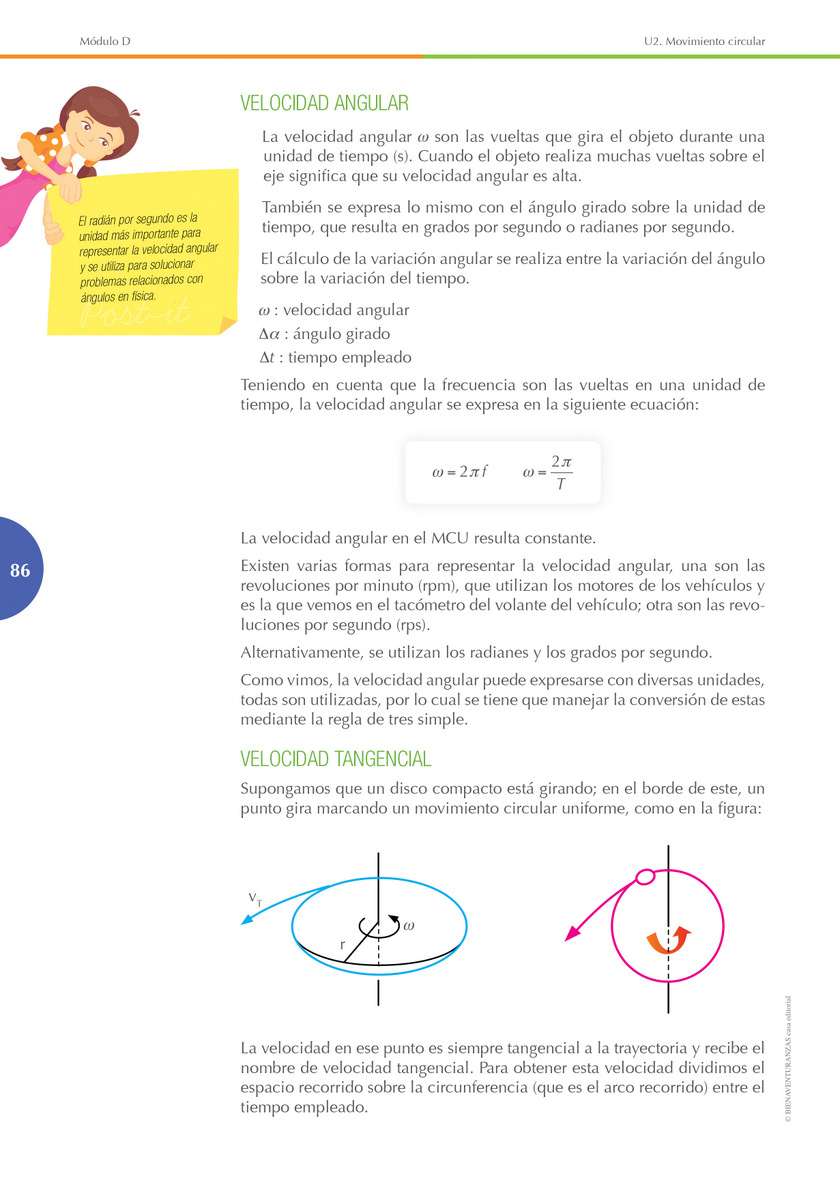 Módulo D
U2. Movimiento circular
VELOCIDAD ANGULAR
La velocidad angular ω son las vueltas que gira el objeto durante una
unidad de tiempo (s). Cuando el objeto realiza muchas vueltas sobre el
eje significa que su velocidad angular es alta.
También se expresa lo mismo con el ángulo girado sobre la unidad de
tiempo, que resulta en grados por segundo o radianes por segundo.
El cálculo de la variación angular se realiza entre la variación del ángulo
sobre la variación del tiempo.
ω : velocidad angular
Δα : ángulo girado
Δt : tiempo empleado
El radián por segundo es la
unidad más importante para
representar la velocidad angular
y se utiliza para solucionar
problemas relacionados con
ángulos en física.
Post-it
Teniendo en cuenta que la frecuencia son las vueltas en una unidad de
tiempo, la velocidad angular se expresa en la siguiente ecuación:
ω = 2π f ω = 2π / T
La velocidad angular en el MCU resulta constante.
Existen varias formas para representar la velocidad angular, una son las
revoluciones por minuto (rpm), que utilizan los motores de los vehículos y
es la que vemos en el tacómetro del volante del vehículo; otra son las revo-
luciones por segundo (rps).
Alternativamente, se utilizan los radianes y los grados por segundo.
Como vimos, la velocidad angular puede expresarse con diversas unidades,
todas son utilizadas, por lo cual se tiene que manejar la conversión de estas
mediante la regla de tres simple.
86
VELOCIDAD TANGENCIAL
Supongamos que un disco compacto está girando; en el borde de este, un
punto gira marcando un movimiento circular uniforme, como en la figura:
v_T
ω
r
La velocidad en ese punto es siempre tangencial a la trayectoria y recibe el
nombre de velocidad tangencial. Para obtener esta velocidad dividimos el
espacio recorrido sobre la circunferencia (que es el arco recorrido) entre el
tiempo empleado.
© BIENAVENTURANZAS casa editorial